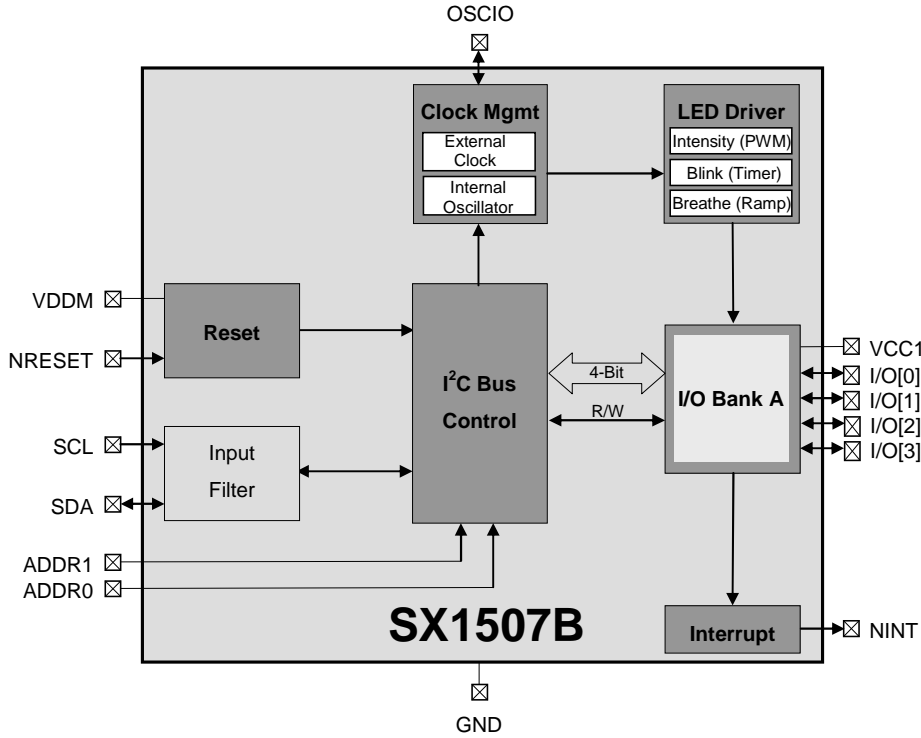 OSCIO
Clock Mgmt
External
Clock
Internal
Oscillator
LED Driver
Intensity (PWM)
Blink (Timer)
Breathe (Ramp)
VDDM
NRESET
Reset
SCL
SDA
Input
Filter
ADDR1
ADDR0
I²C Bus
Control
4-Bit
R/W
I/O Bank A
VCC1
I/O[0]
I/O[1]
I/O[2]
I/O[3]
SX1507B
Interrupt
NINT
GND